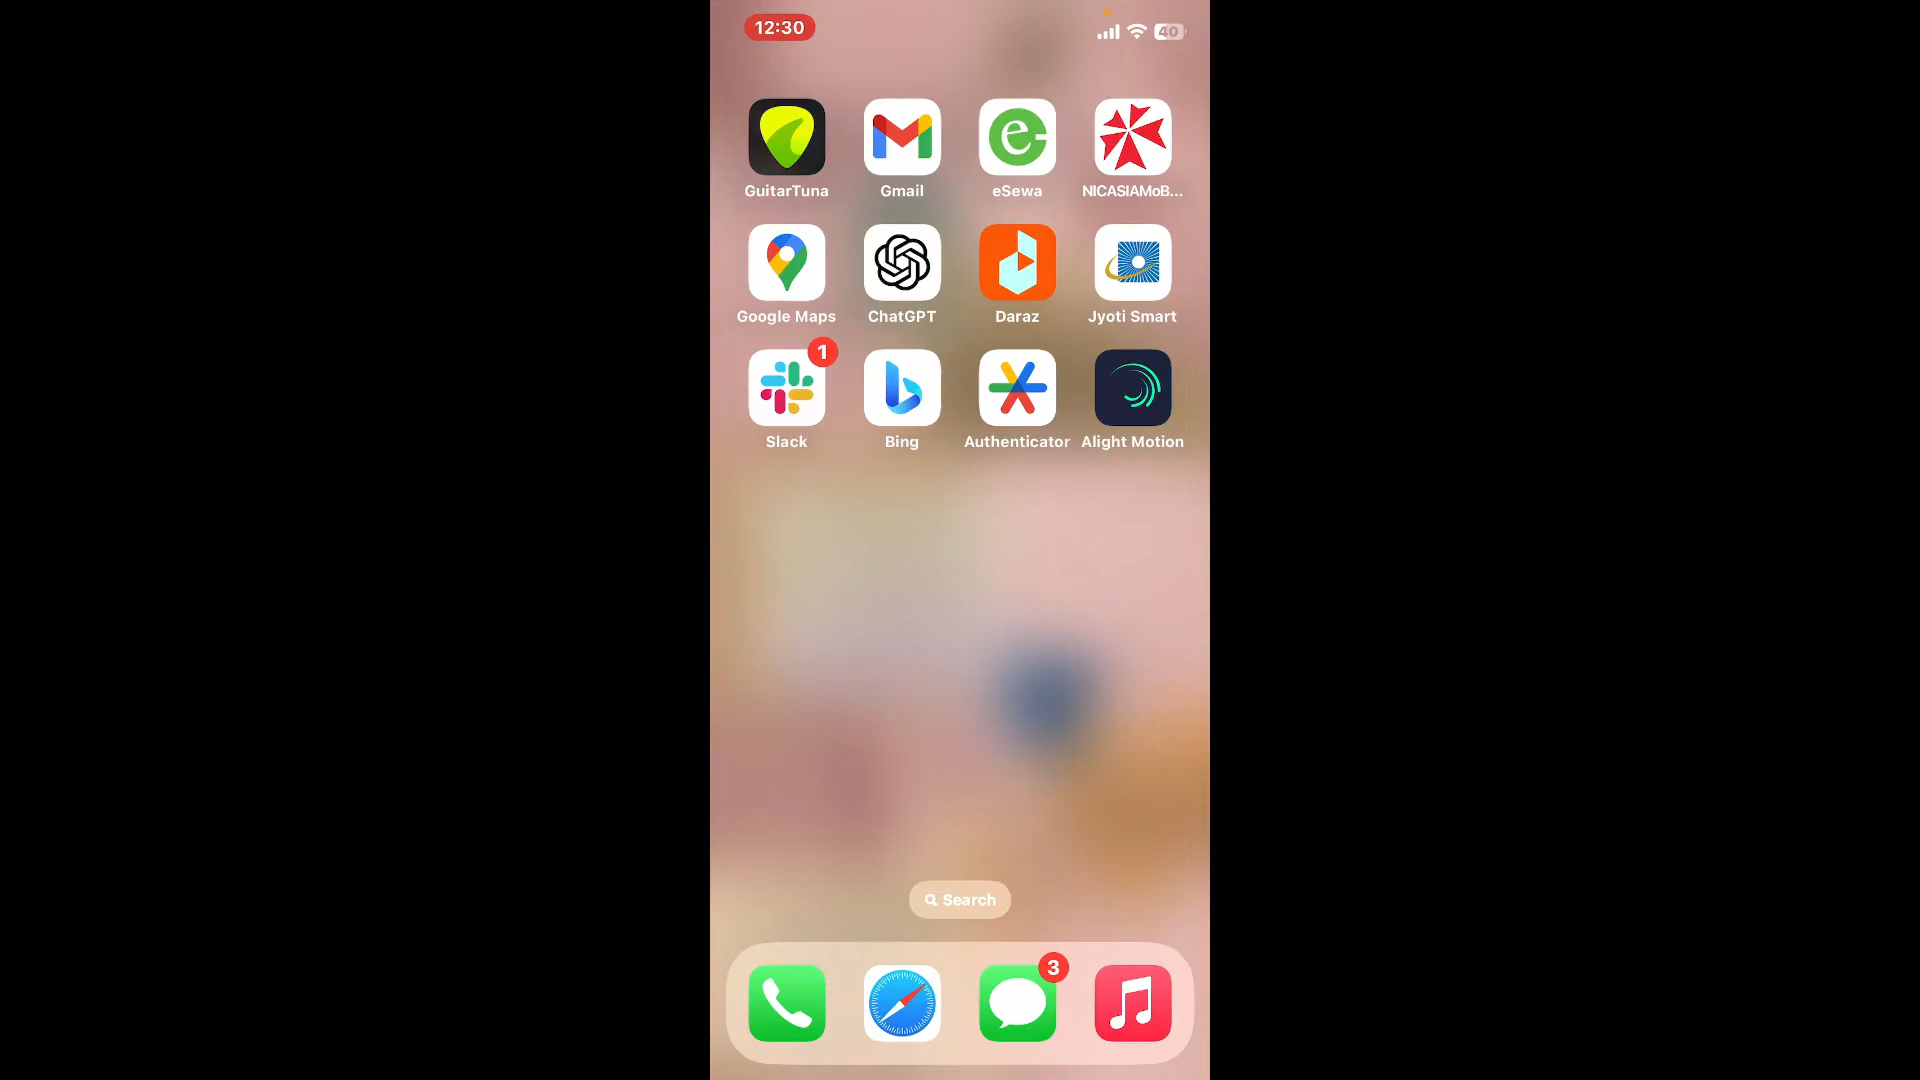 12:30
40
GuitarTuna
Gmail
eSewa
NICASIAMoB...
Google Maps
ChatGPT
Daraz
Jyoti Smart
1
Slack
Bing
Authenticator
Alight Motion
Search
3